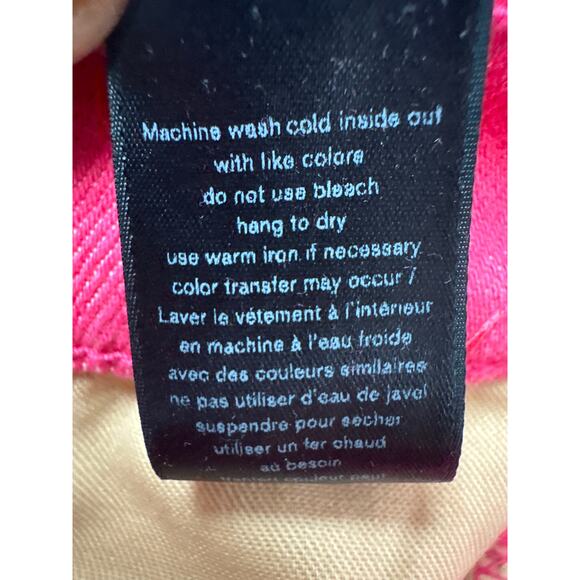 Machine wash cold inside out
with like colors
do not use bleach
hang to dry
use warm iron if necessary
color transfer may occur /
Laver le vêtement à l'intérieur
en machine à l'eau froide
avec des couleurs similaires
ne pas utiliser d'eau de javel
suspendre pour secher
utiliser un fer chaud
au besoin